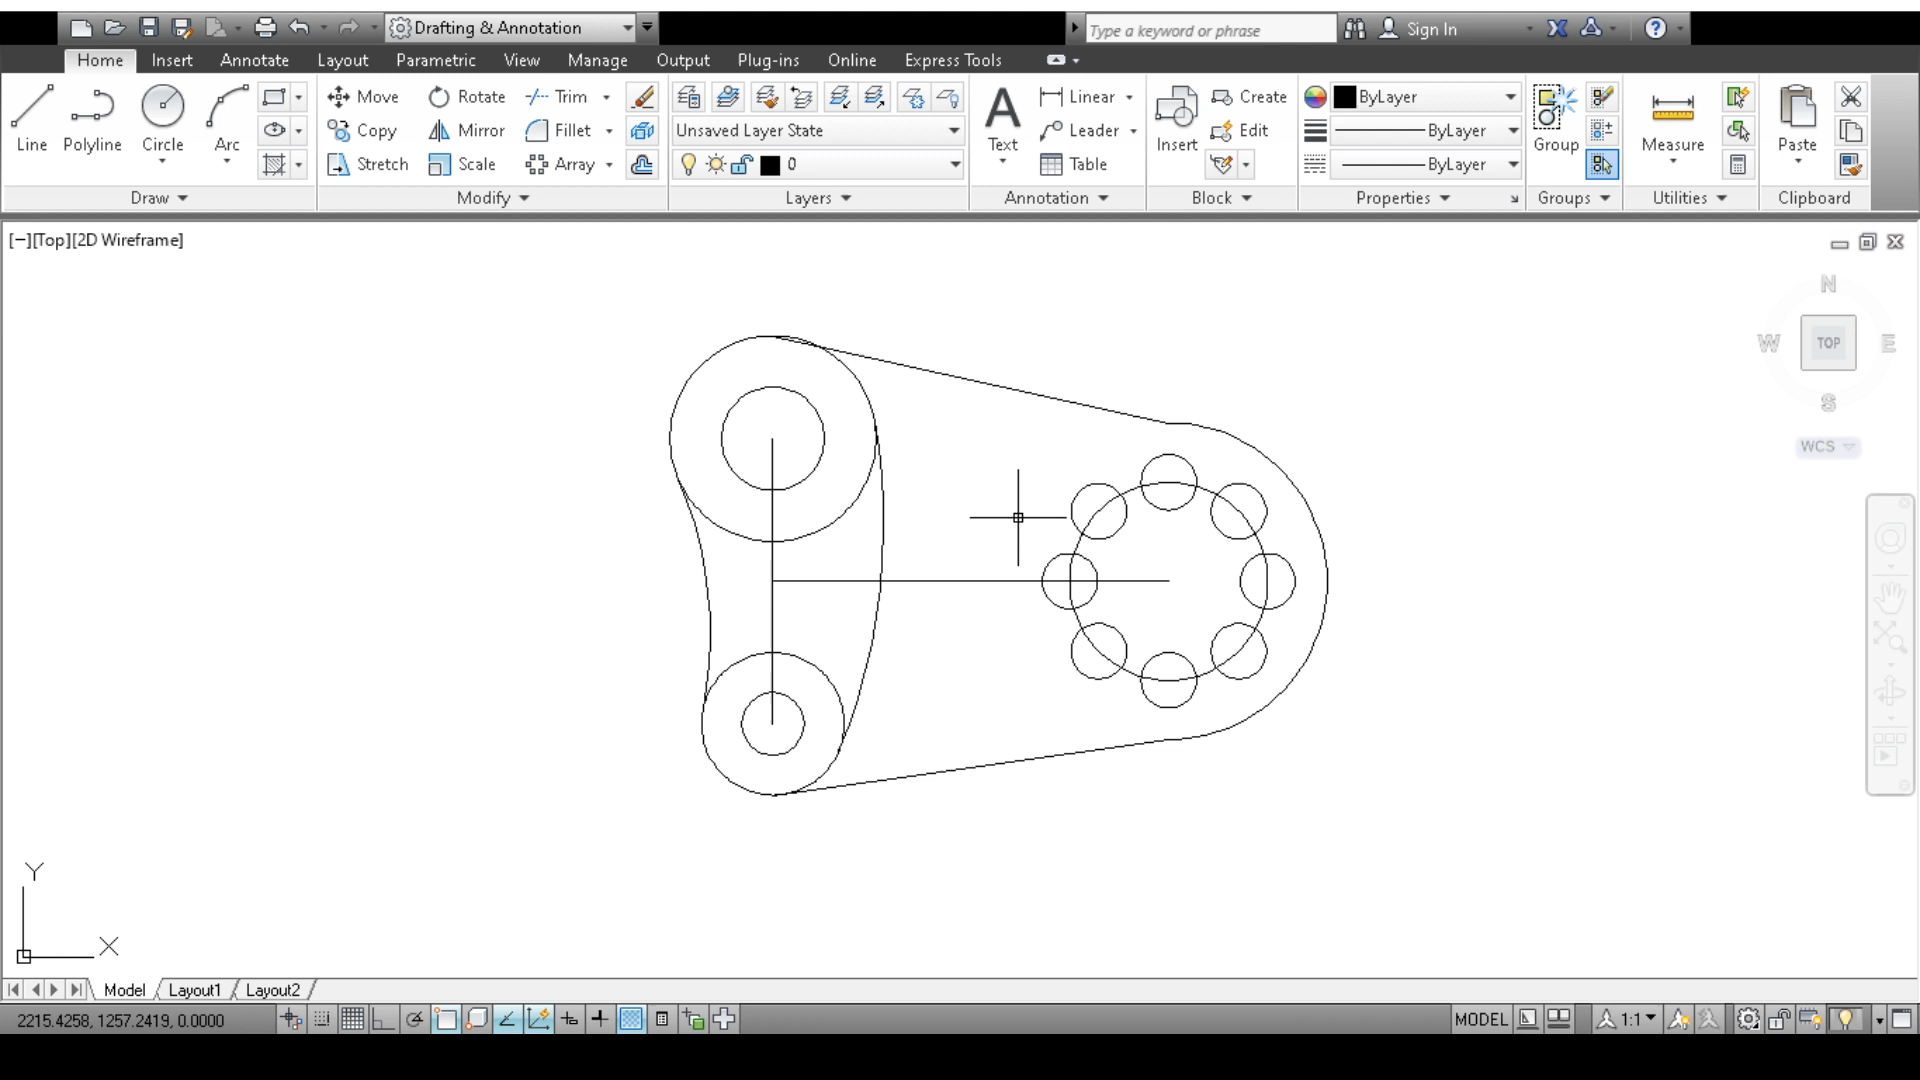 Drafting & Annotation
Type a keyword or phrase
Sign In
Home Insert Annotate Layout Parametric View Manage Output Plug-ins Online Express Tools
Line Polyline Circle Arc
Move Rotate Trim
Copy Mirror Fillet
Stretch Scale Array
Unsaved Layer State
0
Text
Linear
Leader
Table
Insert
Create
Edit
ByLayer
ByLayer
ByLayer
Group
Measure
Paste
Draw Modify Layers Annotation Block Properties Groups Utilities Clipboard
[−][Top][2D Wireframe]
N
W TOP E
S
WCS
Y
X
Model Layout1 Layout2
2215.4258, 1257.2419, 0.0000
MODEL
1:1